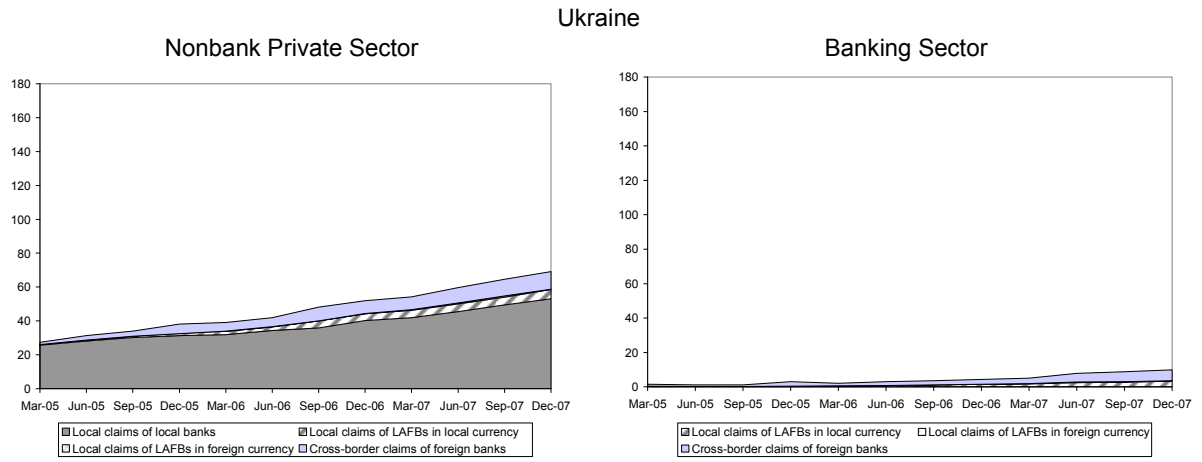 Ukraine
Nonbank Private Sector
180
160
140
120
100
80
60
40
20
0
Mar-05 Jun-05 Sep-05 Dec-05 Mar-06 Jun-06 Sep-06 Dec-06 Mar-07 Jun-07 Sep-07 Dec-07
Local claims of local banks Local claims of LAFBs in local currency
Local claims of LAFBs in foreign currency Cross-border claims of foreign banks
Banking Sector
180
160
140
120
100
80
60
40
20
0
Mar-05 Jun-05 Sep-05 Dec-05 Mar-06 Jun-06 Sep-06 Dec-06 Mar-07 Jun-07 Sep-07 Dec-07
Local claims of LAFBs in local currency Local claims of LAFBs in foreign currency
Cross-border claims of foreign banks